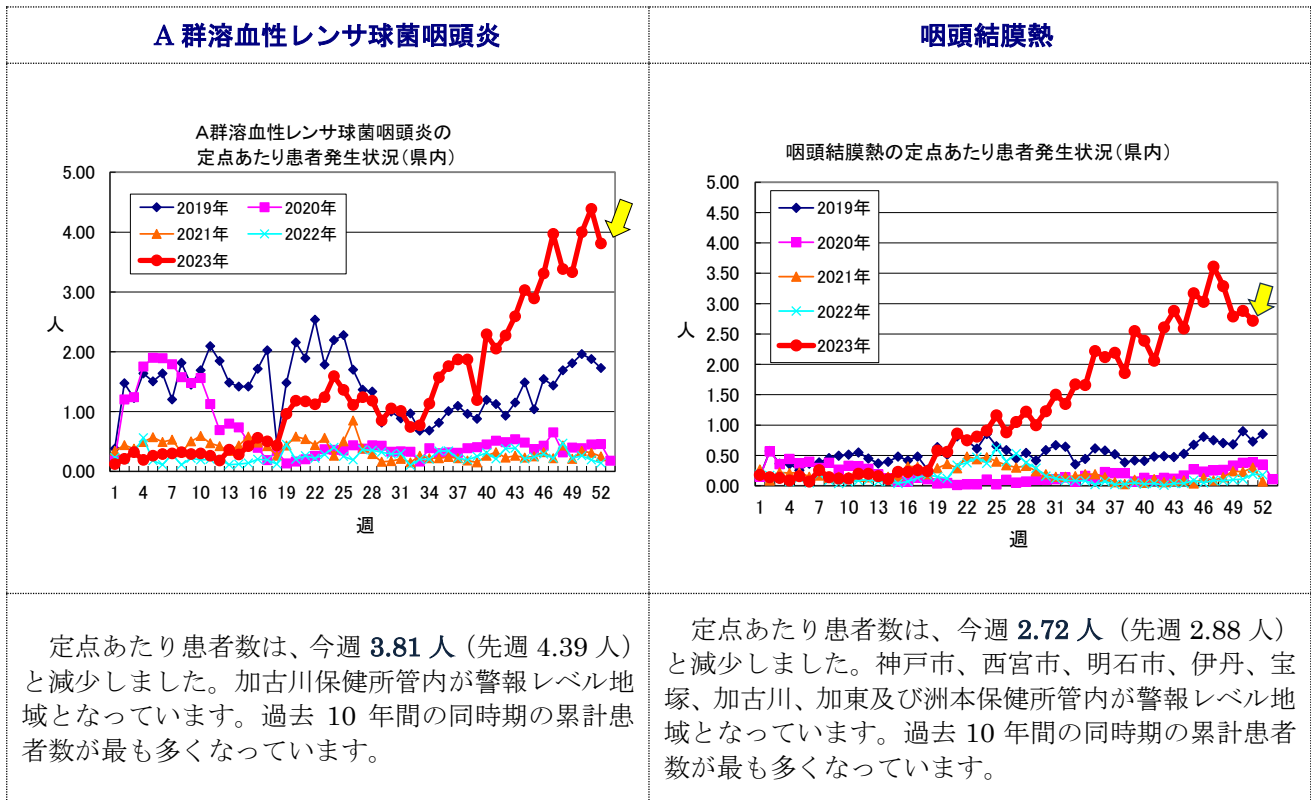 A 群溶血性レンサ球菌咽頭炎
A群溶血性レンサ球菌咽頭炎の
定点あたり患者発生状況(県内)
5.00
4.00
3.00
2.00
1.00
0.00
人
2019年
2020年
2021年
2022年
2023年
1 4 7 10 13 16 19 22 25 28 31 34 37 40 43 46 49 52
週
定点あたり患者数は、今週 3.81 人（先週 4.39 人）
と減少しました。加古川保健所管内が警報レベル地
域となっています。過去 10 年間の同時期の累計患
者数が最も多くなっています。
咽頭結膜熱
咽頭結膜熱の定点あたり患者発生状況(県内)
5.00
4.50
4.00
3.50
3.00
2.50
2.00
1.50
1.00
0.50
0.00
人
2019年
2020年
2021年
2022年
2023年
1 4 7 10 13 16 19 22 25 28 31 34 37 40 43 46 49 52
週
定点あたり患者数は、今週 2.72 人（先週 2.88 人）
と減少しました。神戸市、西宮市、明石市、伊丹、宝
塚、加古川、加東及び洲本保健所管内が警報レベル地
域となっています。過去 10 年間の同時期の累計患者
数が最も多くなっています。